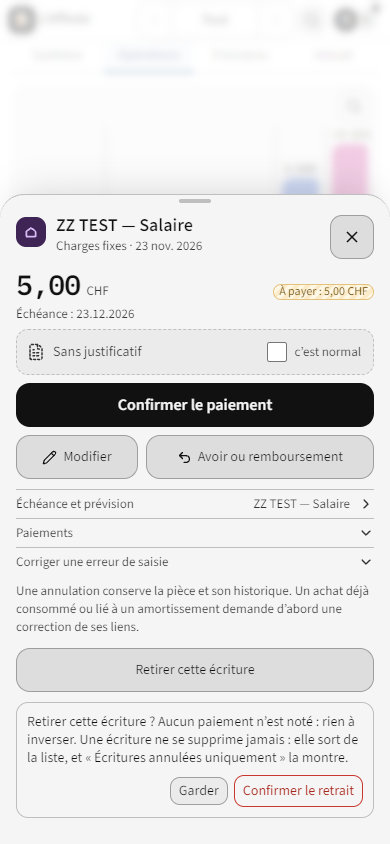 ZZ TEST — Salaire
Charges fixes · 23 nov. 2026
5,00 CHF
À payer : 5,00 CHF
Échéance : 23.12.2026
Sans justificatif
c’est normal
Confirmer le paiement
Modifier
Avoir ou remboursement
Échéance et prévision
ZZ TEST — Salaire
Paiements
Corriger une erreur de saisie
Une annulation conserve la pièce et son historique. Un achat déjà
consommé ou lié à un amortissement demande d’abord une
correction de ses liens.
Retirer cette écriture
Retirer cette écriture ? Aucun paiement n’est noté : rien à
inverser. Une écriture ne se supprime jamais : elle sort de
la liste, et « Écritures annulées uniquement » la montre.
Garder
Confirmer le retrait